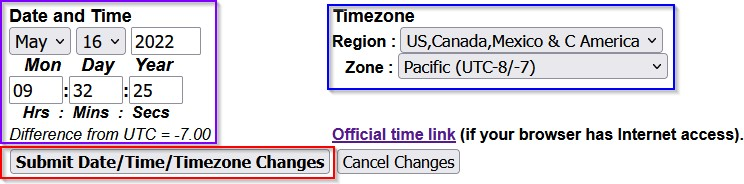 Date and Time
May 16 2022
Mon Day Year
09 : 32 : 25
Hrs : Mins : Secs
Difference from UTC = -7.00
Timezone
Region : US,Canada,Mexico & C America
Zone : Pacific (UTC-8/-7)
Official time link (if your browser has Internet access).
Submit Date/Time/Timezone Changes Cancel Changes